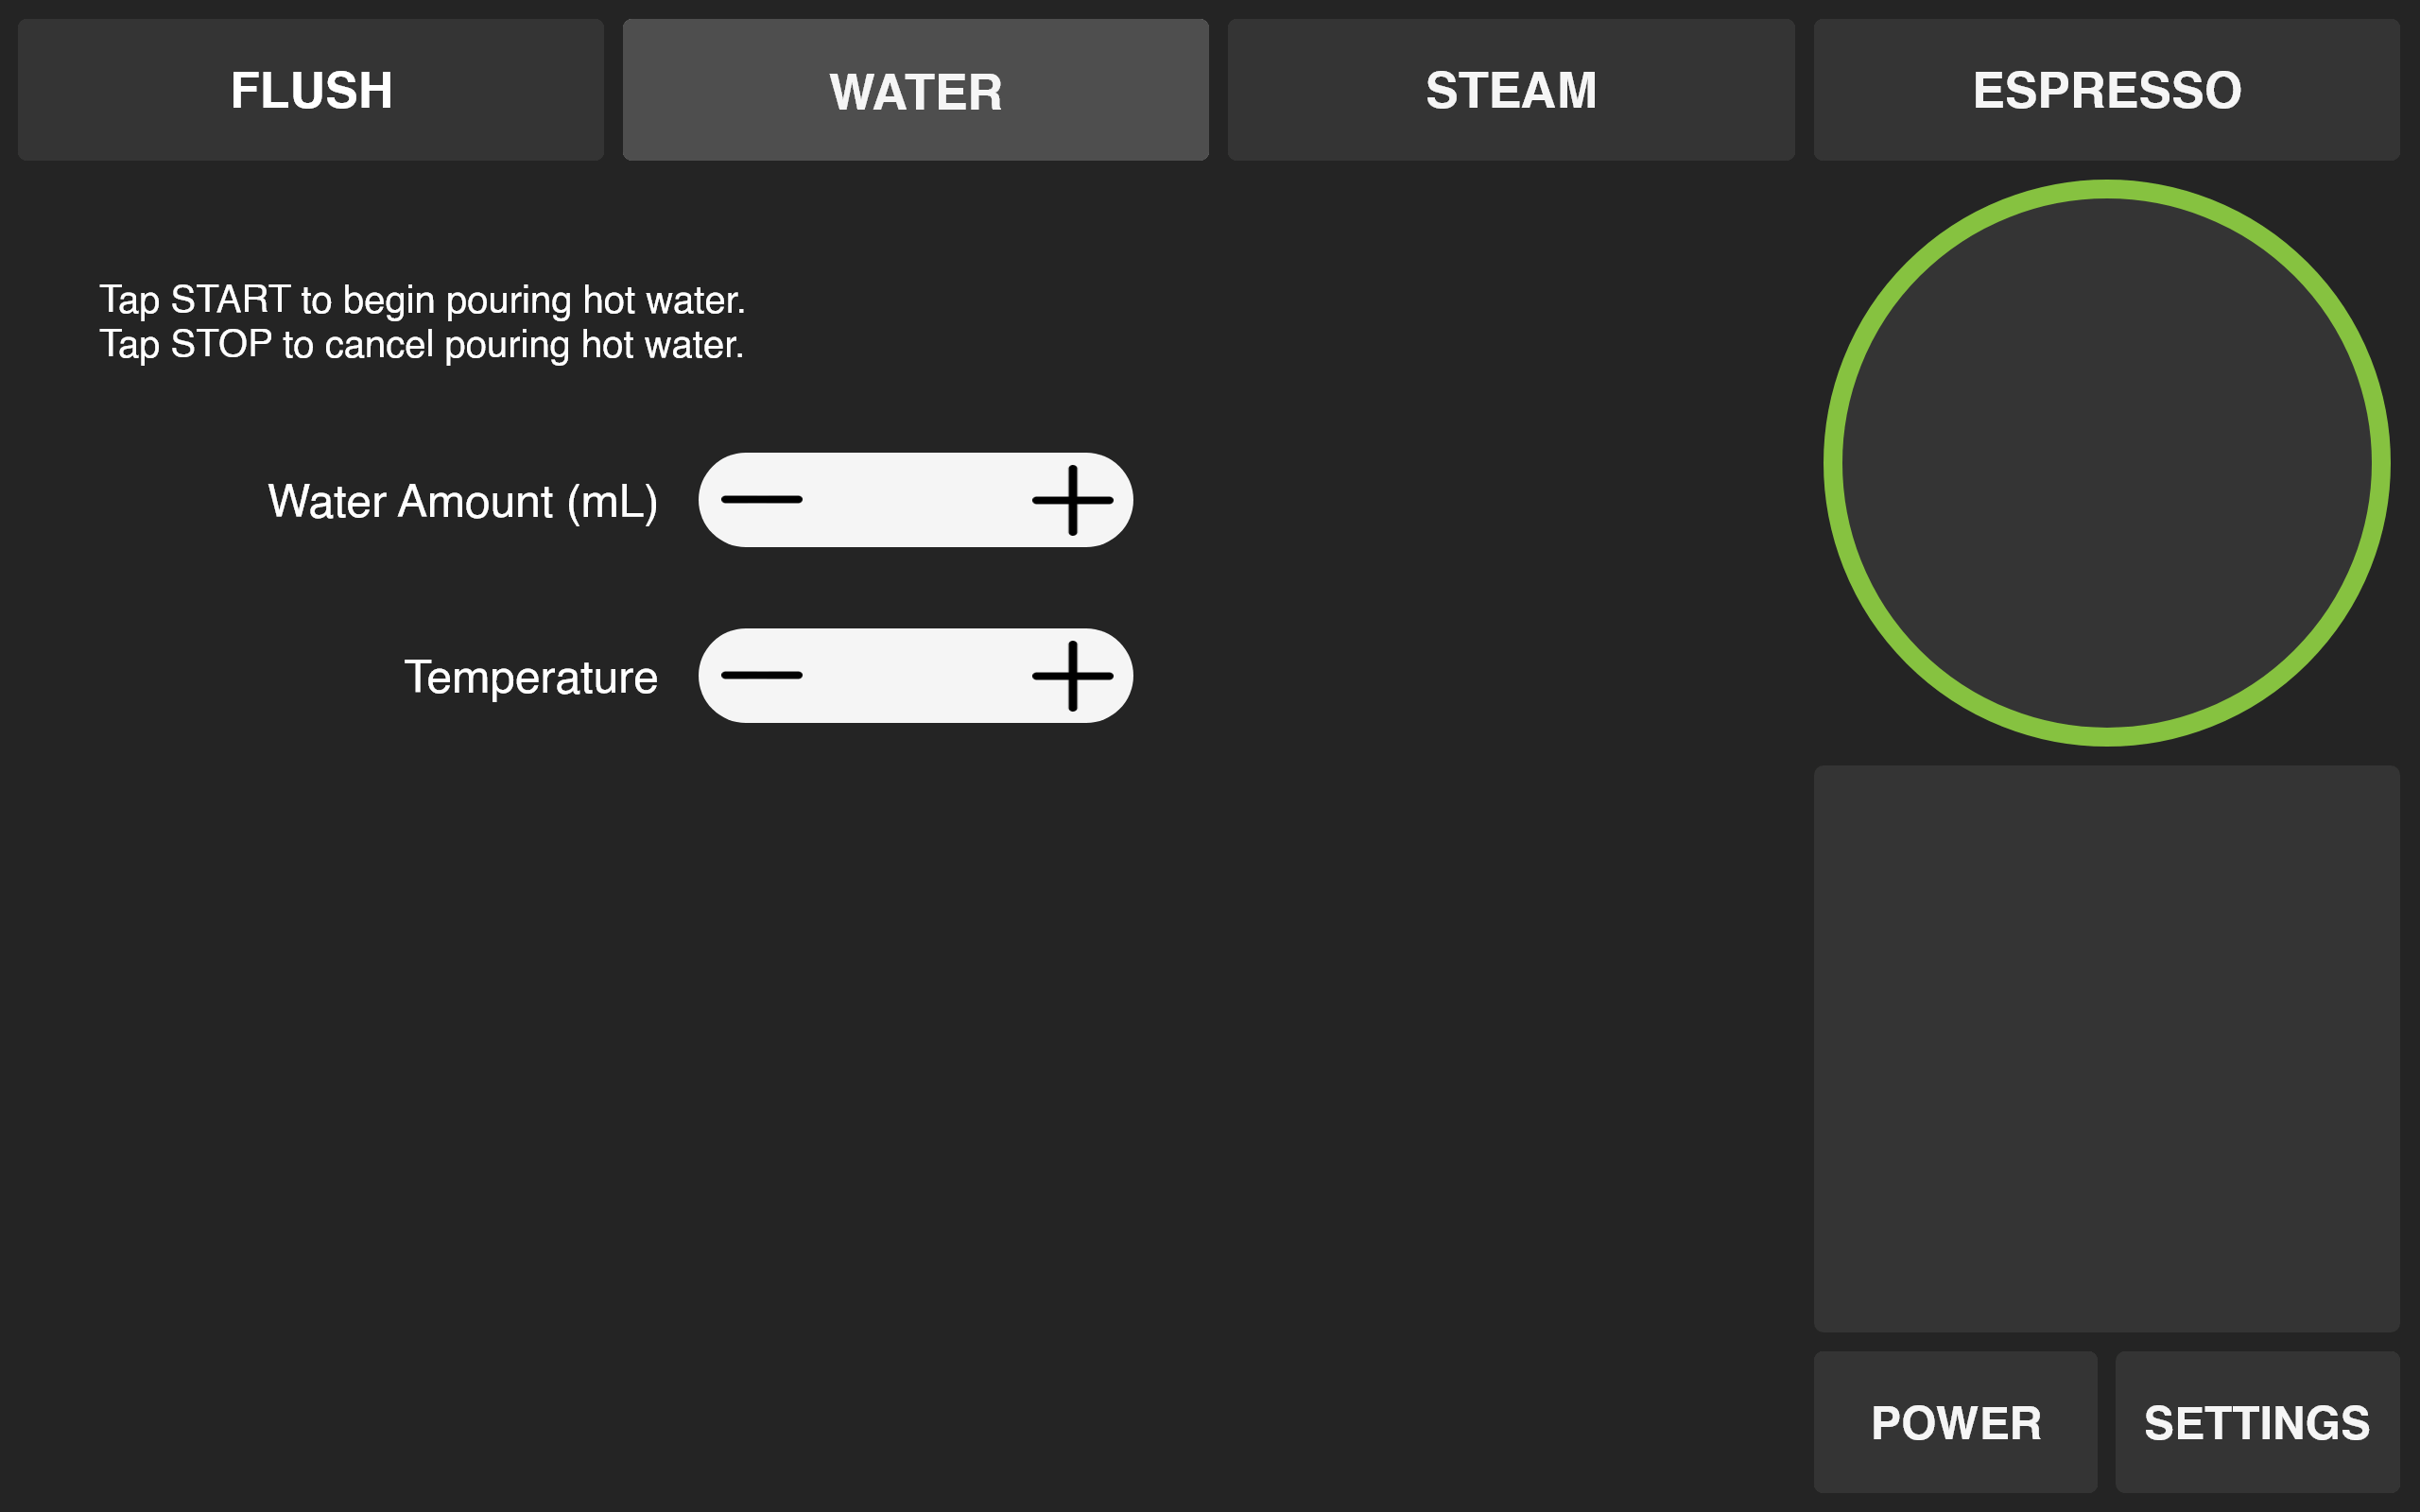 FLUSH
WATER
STEAM
ESPRESSO
Tap START to begin pouring hot water.
Tap STOP to cancel pouring hot water.
Water Amount (mL)
Temperature
POWER
SETTINGS